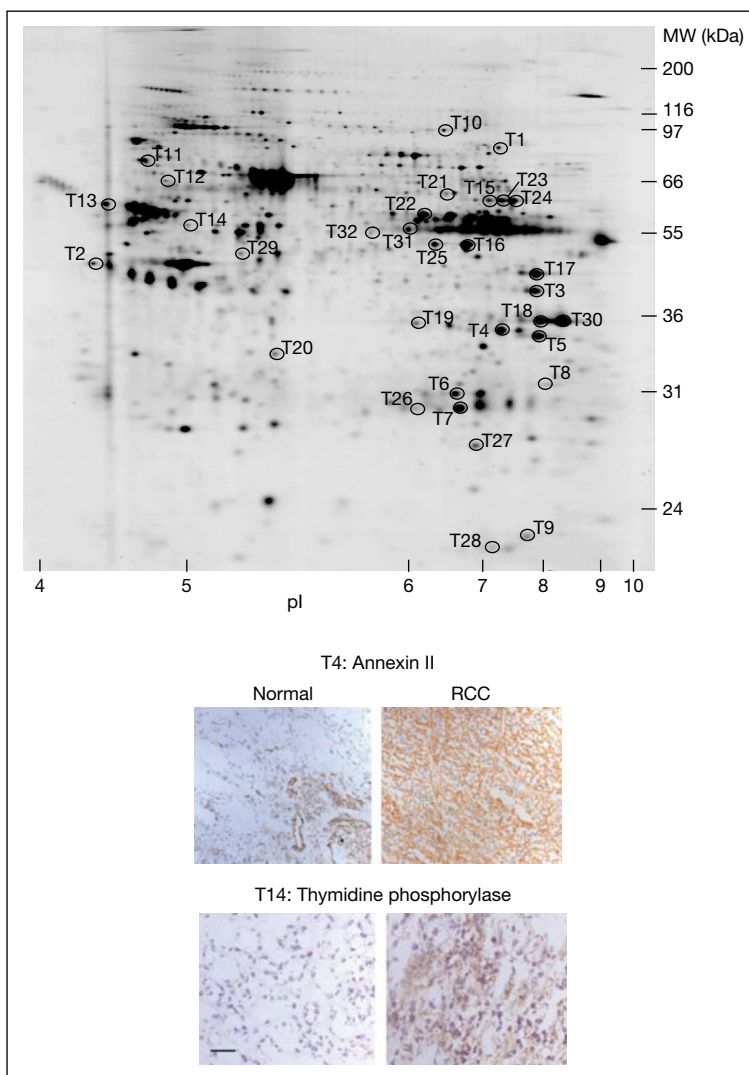 MW (kDa)
200
116
97
T10
T1
T11
T12
66
T21
T15
T23
T24
T13
T22
T14
T32
T31
55
T29
T25
T16
T2
T17
T3
36
T18
T30
T19
T4
T5
T20
T8
31
T6
T26
T7
T27
24
T9
T28
4 5 6 7 8 9 10
pI
T4: Annexin II
Normal RCC
T14: Thymidine phosphorylase